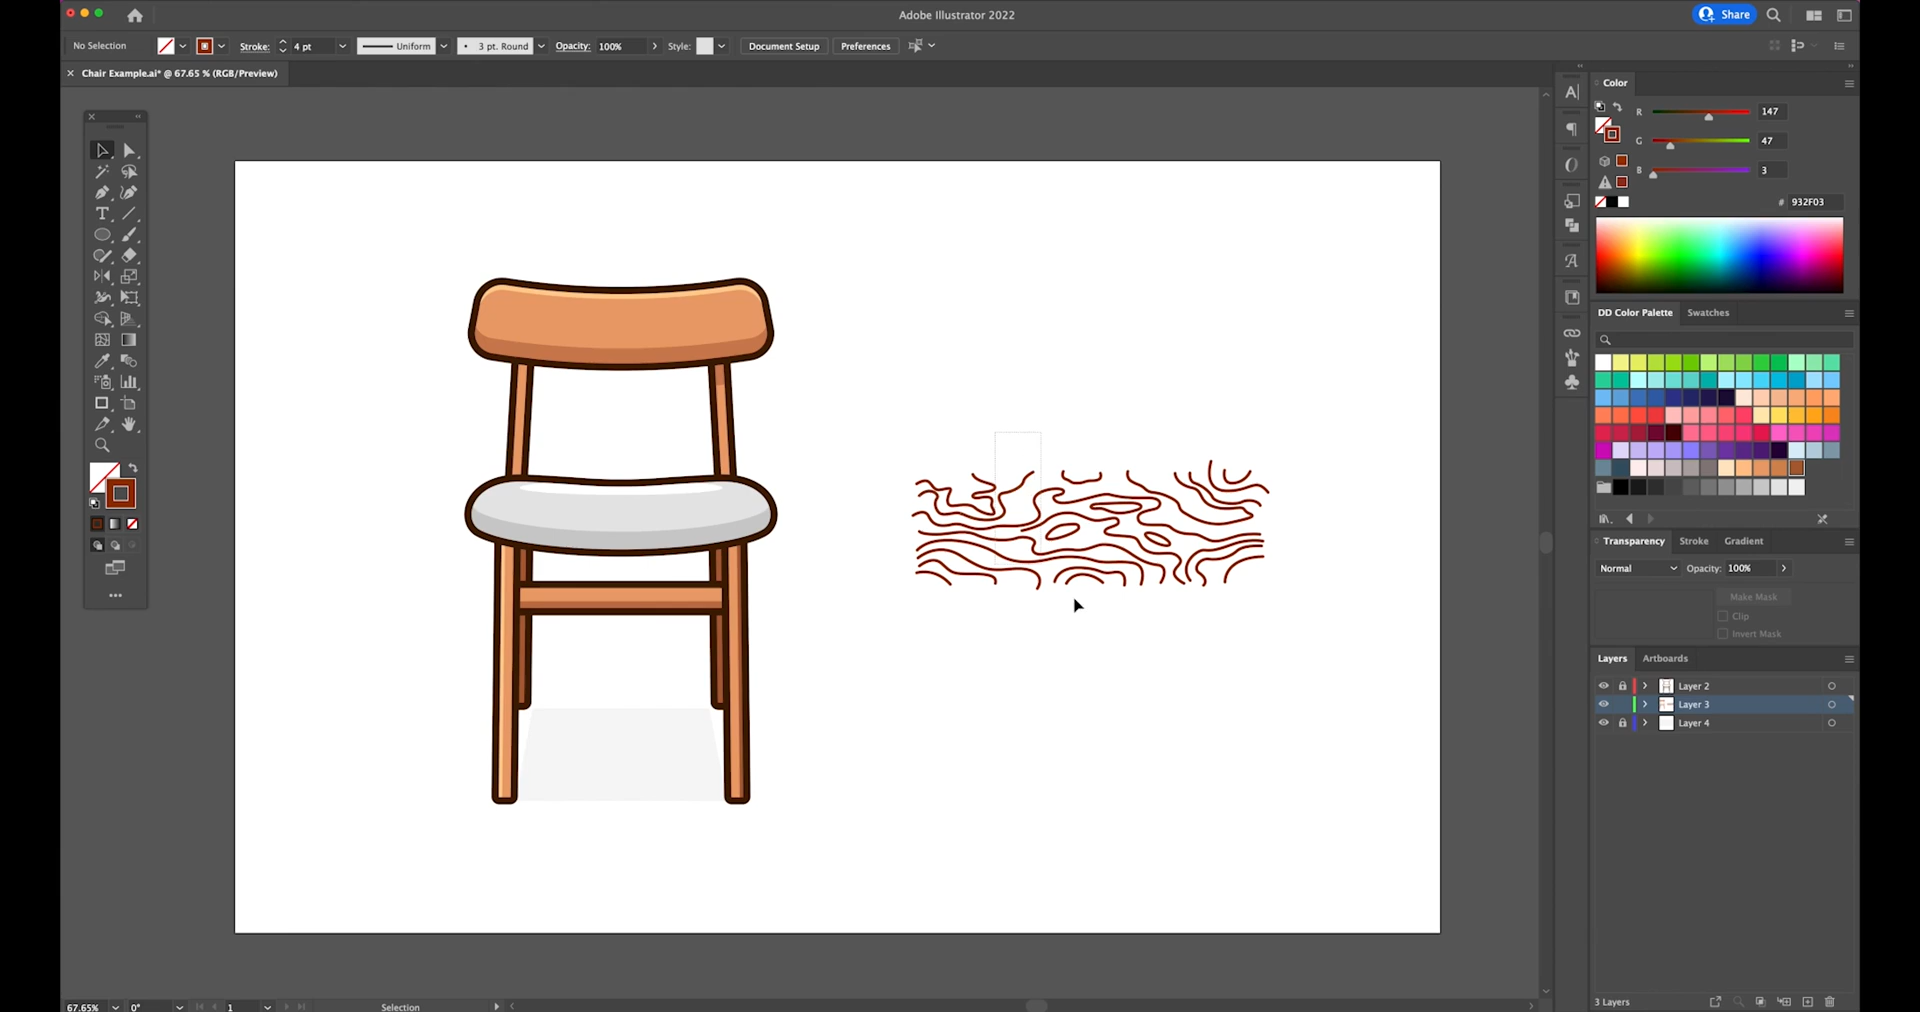 Adobe Illustrator 2022
Share
No Selection
Stroke:
4 pt
Uniform
3 pt. Round
Opacity:
100%
Style:
Document Setup
Preferences
Chair Example.ai* @ 67.65 % (RGB/Preview)
Color
R
147
G
47
B
3
#
932F03
DD Color Palette
Swatches
Transparency
Stroke
Gradient
Normal
Opacity:
100%
Make Mask
Clip
Invert Mask
Layers
Artboards
Layer 2
Layer 3
Layer 4
67.65%
0°
1
Selection
3 Layers